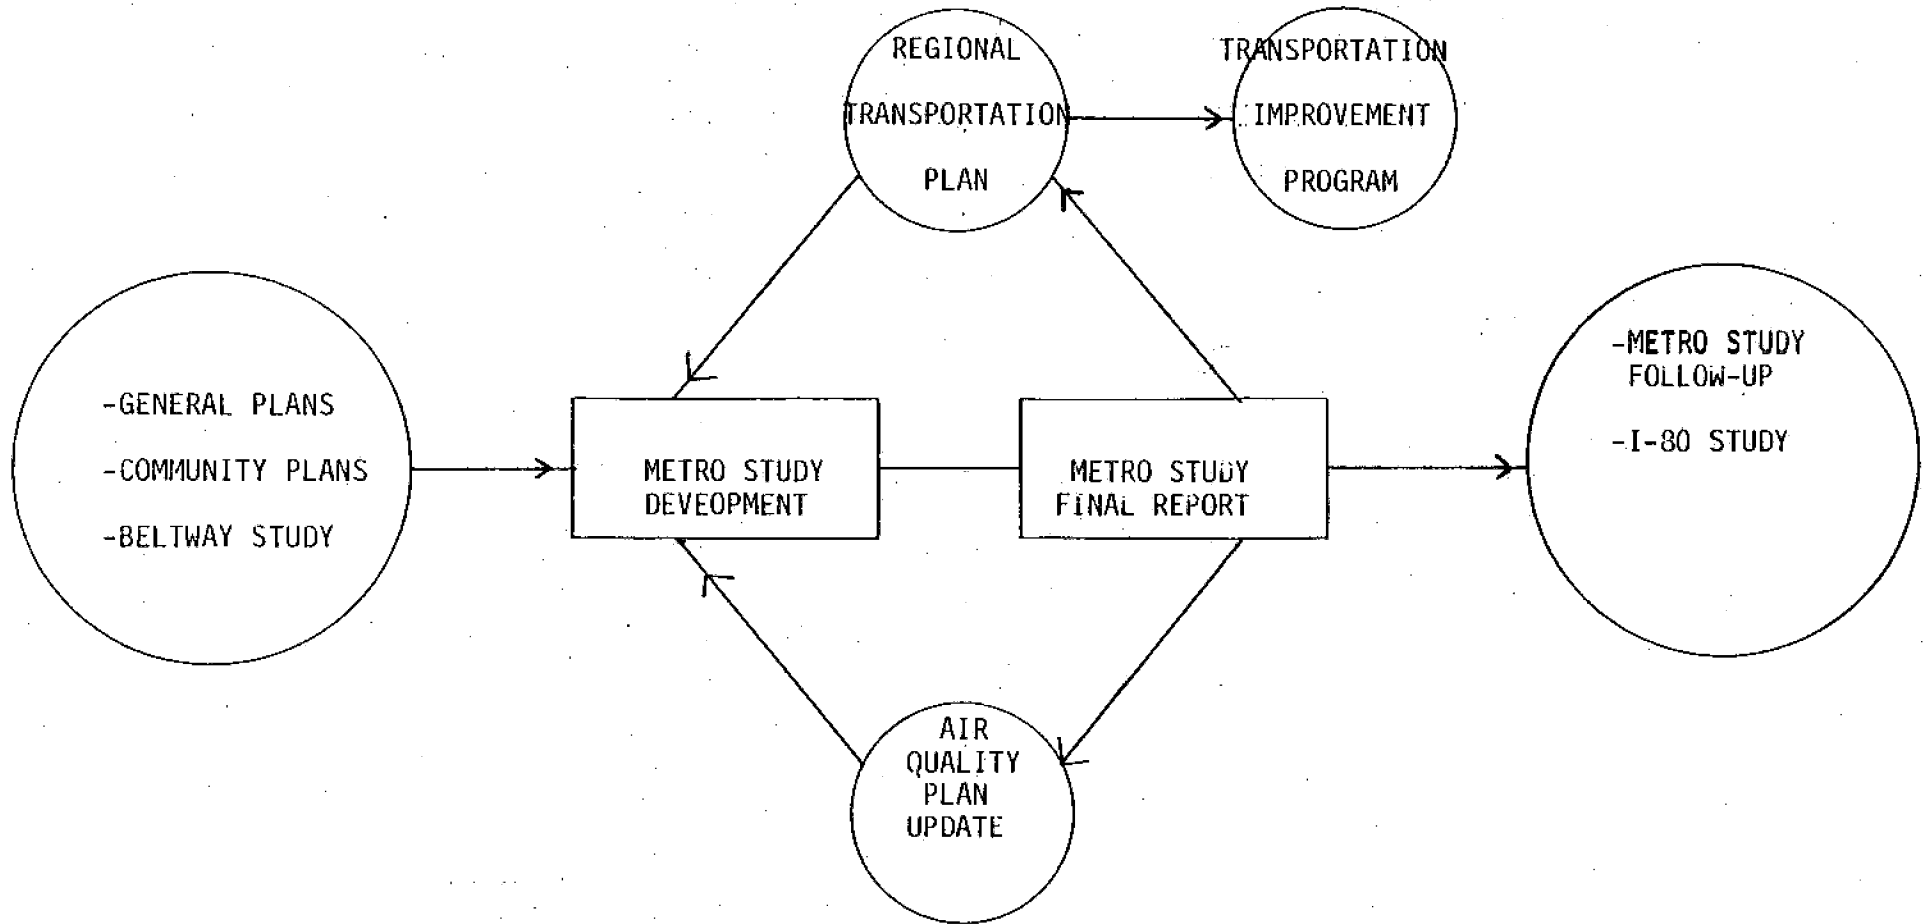 REGIONAL
TRANSPORTATION
PLAN
TRANSPORTATION
IMPROVEMENT
PROGRAM
-GENERAL PLANS
-COMMUNITY PLANS
-BELTWAY STUDY
METRO STUDY
DEVEOPMENT
METRO STUDY
FINAL REPORT
-METRO STUDY
FOLLOW-UP
-I-80 STUDY
AIR
QUALITY
PLAN
UPDATE